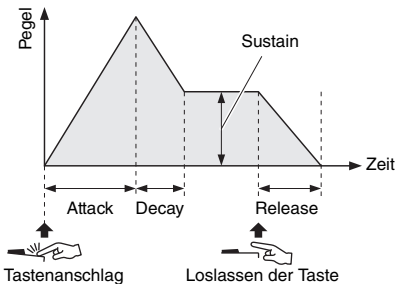 Pegel
Sustain
Zeit
Attack Decay Release
Tastenanschlag Loslassen der Taste